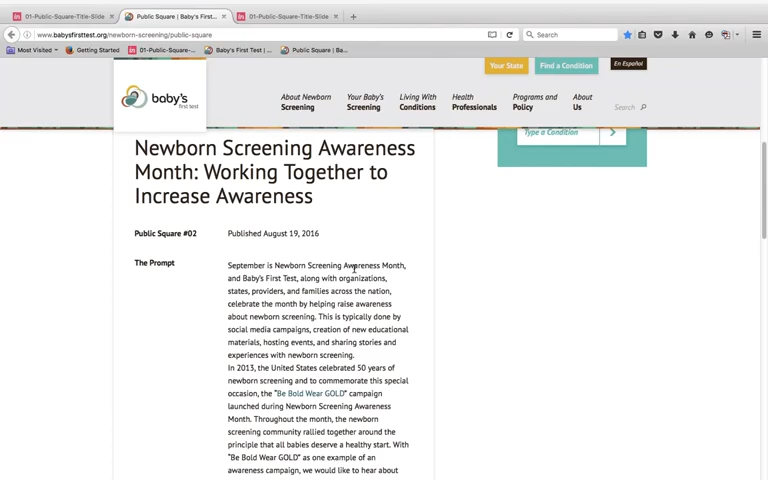 01-Public-Square-Title-Slide
Public Square | Baby's First...
01-Public-Square-Title-Slide
www.babysfirsttest.org/newborn-screening/public-square
Search
Most Visited
Getting Started
01-Public-Square-...
Baby's First Test | ...
Public Square | Ba...
Your State
Find a Condition
En Español
baby's
first test
About Newborn
Screening
Your Baby's
Screening
Living With
Conditions
Health
Professionals
Programs and
Policy
About
Us
Search
Type a Condition
Newborn Screening Awareness
Month: Working Together to
Increase Awareness
Public Square #02
Published August 19, 2016
The Prompt
September is Newborn Screening Awareness Month,
and Baby's First Test, along with organizations,
states, providers, and families across the nation,
celebrate the month by helping raise awareness
about newborn screening. This is typically done by
social media campaigns, creation of new educational
materials, hosting events, and sharing stories and
experiences with newborn screening.
In 2013, the United States celebrated 50 years of
newborn screening and to commemorate this special
occasion, the "Be Bold Wear GOLD" campaign
launched during Newborn Screening Awareness
Month. Throughout the month, the newborn
screening community rallied together around the
principle that all babies deserve a healthy start. With
"Be Bold Wear GOLD" as one example of an
awareness campaign, we would like to hear about